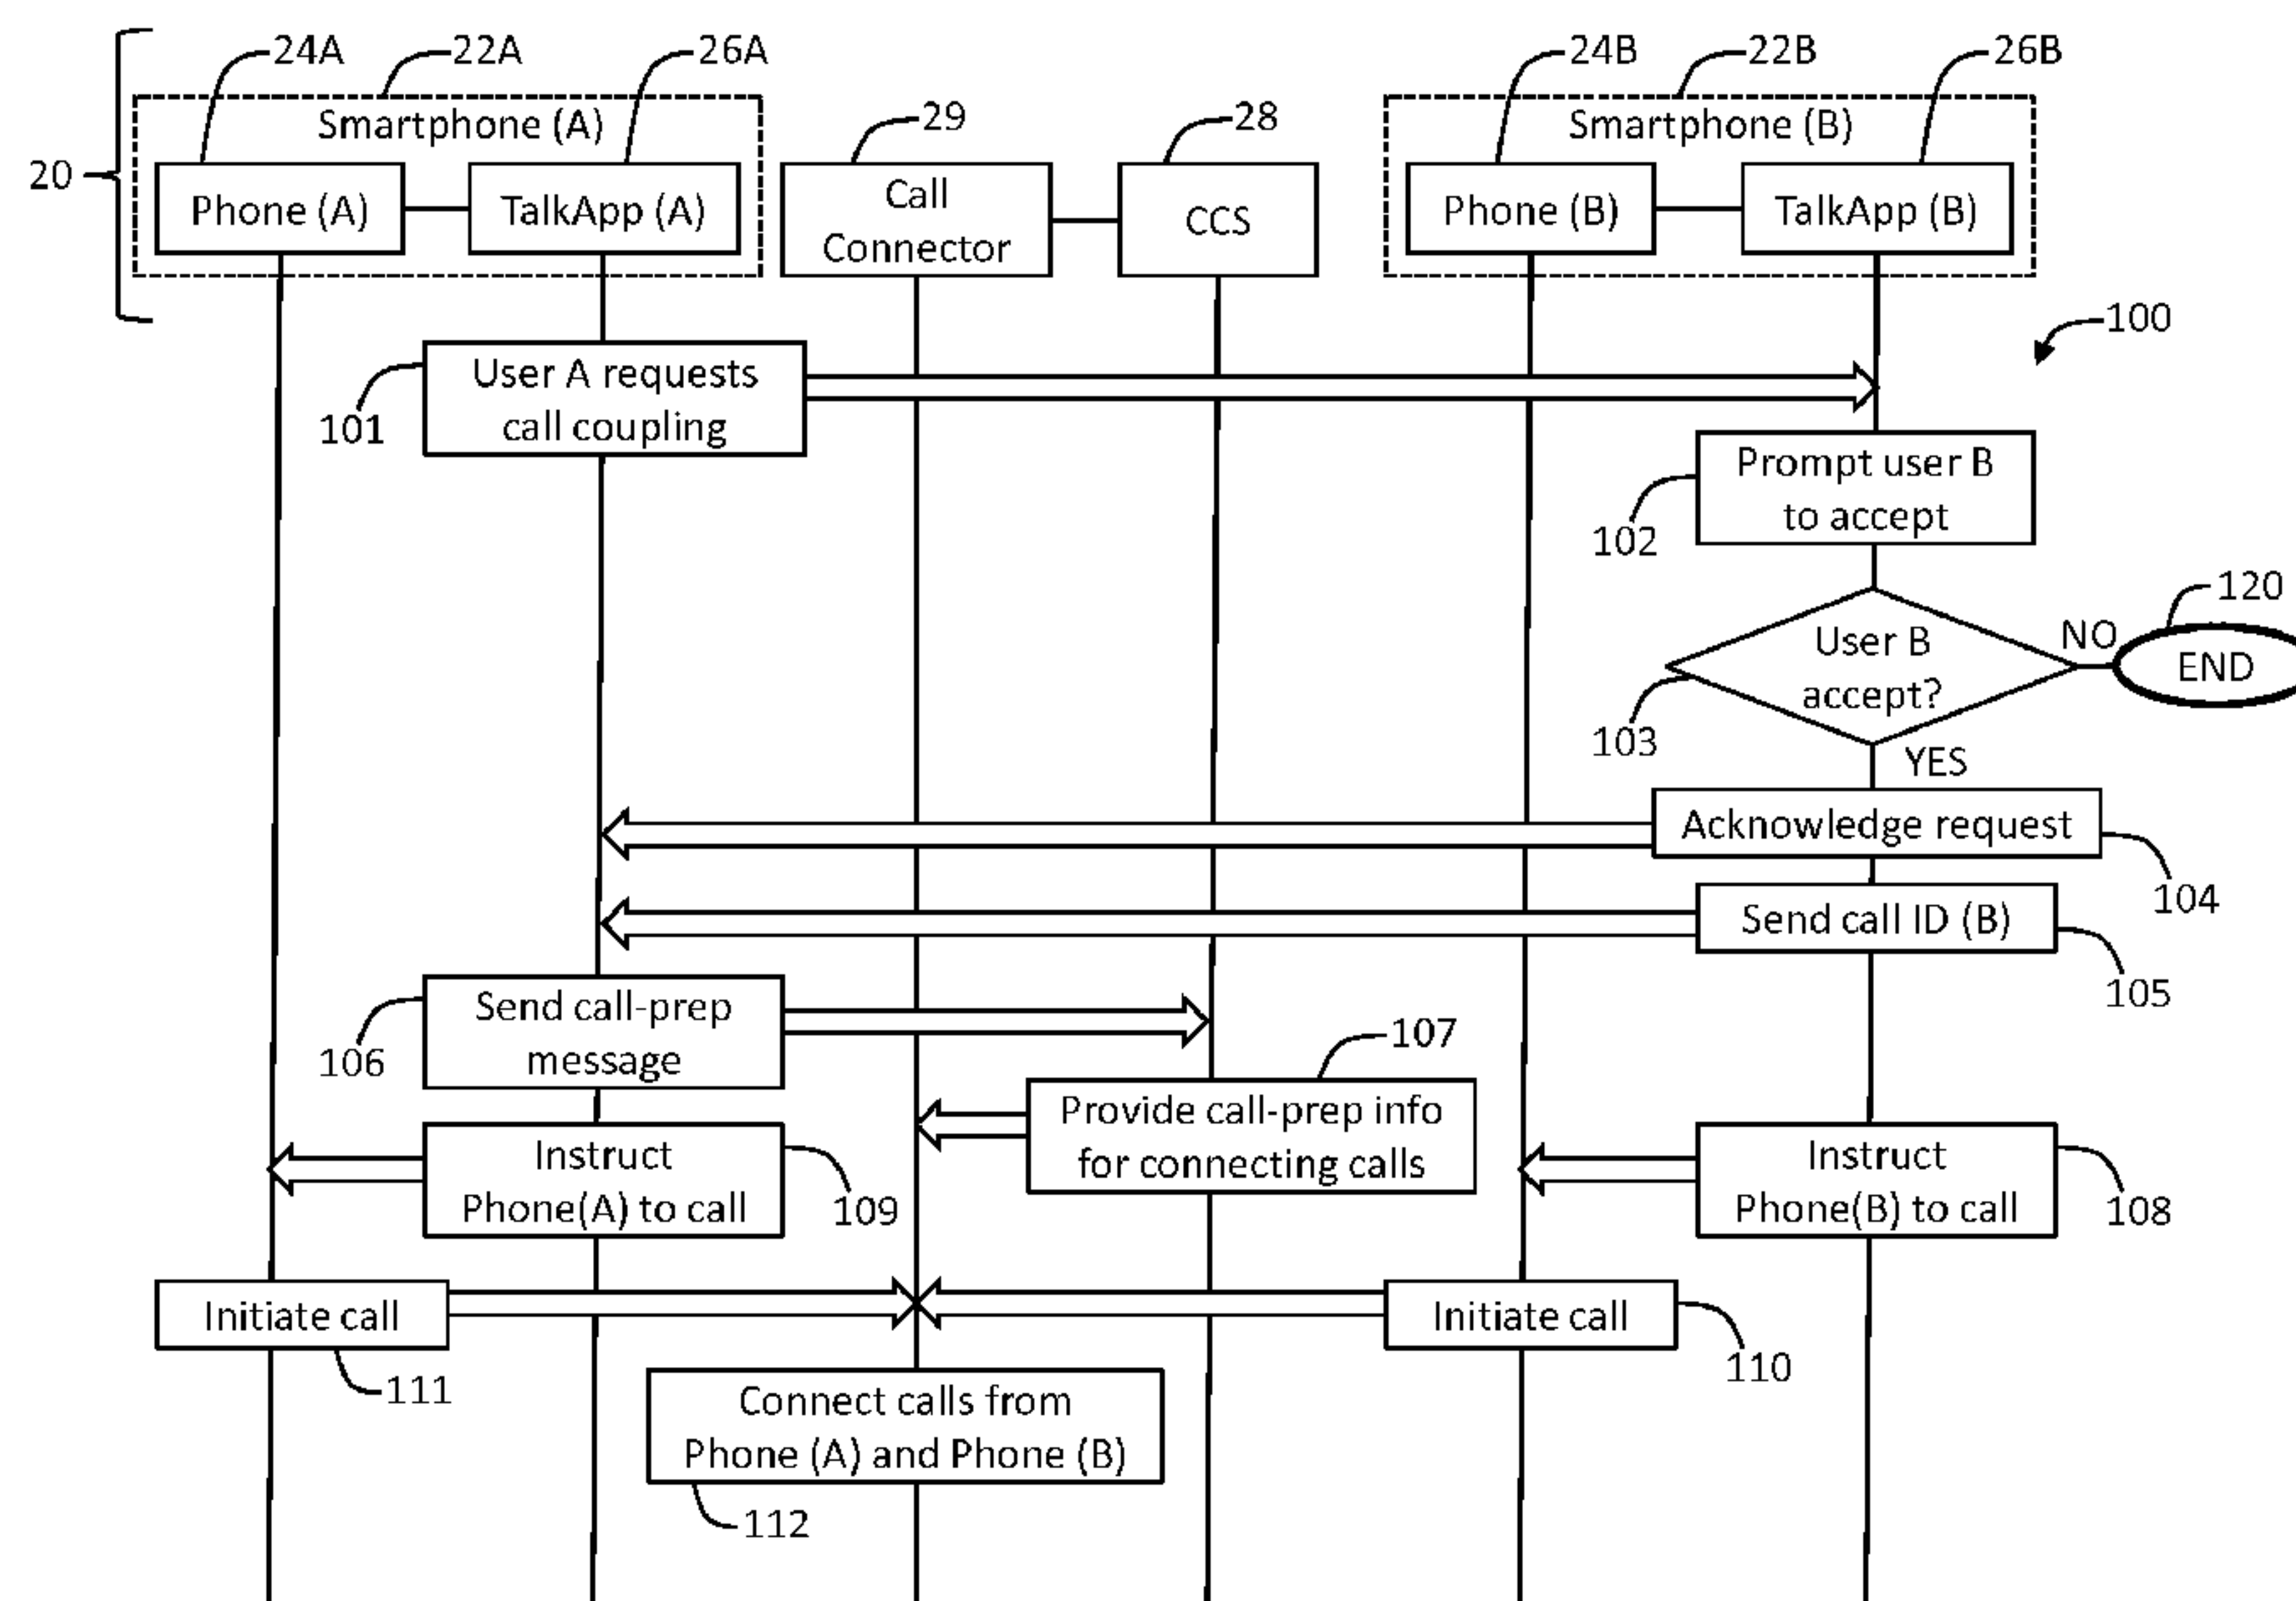 24A
22A
26A
24B
22B
26B
29
28
Smartphone (A)
Smartphone (B)
20
Phone (A)
TalkApp (A)
Call
Connector
CCS
Phone (B)
TalkApp (B)
100
User A requests
call coupling
101
Prompt user B
to accept
102
120
User B
accept?
NO
END
103
YES
Acknowledge request
104
Send call ID (B)
105
Send call-prep
message
106
107
Provide call-prep info
for connecting calls
Instruct
Phone(A) to call
109
Instruct
Phone(B) to call
108
Initiate call
111
Initiate call
110
Connect calls from
Phone (A) and Phone (B)
112